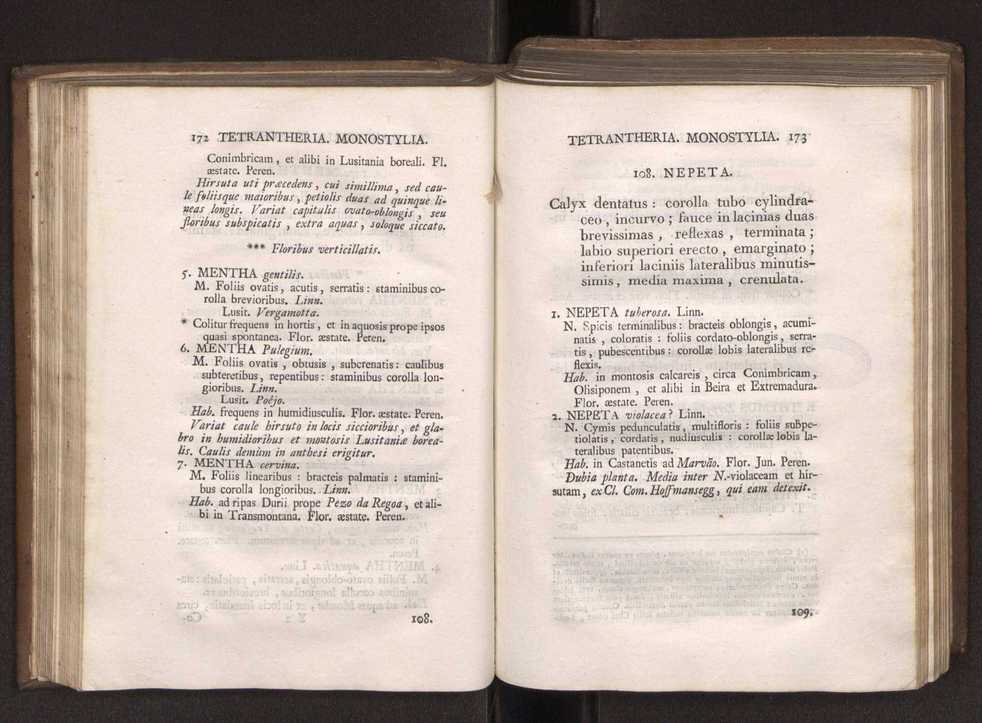 172 TETRANTHERIA. MONOSTYLIA.
Conimbricam, et alibi in Lusitania boreali. Fl.
æstate. Peren.
Hirsuta uti præcedens, cui simillima, sed cau-
le foliisque maioribus, petiolis duas ad quinque li-
neas longis. Variat capitulis ovato-oblongis, seu
floribus subspicatis, extra aquas, soloque siccato.
*** Floribus verticillatis.
5. MENTHA gentilis.
M. Foliis ovatis, acutis, serratis: staminibus co-
rolla brevioribus. Linn.
Lusit. Vergamotta.
* Colitur frequens in hortis, et in aquosis prope ipsos
quasi spontanea. Flor. æstate. Peren.
6. MENTHA Pulegium.
M. Foliis ovatis, obtusis, subcrenatis: caulibus
subteretibus, repentibus: staminibus corolla lon-
gioribus. Linn.
Lusit. Poêjo.
Hab. frequens in humidiusculis. Flor. æstate. Peren.
Variat caule hirsuto in locis siccioribus, et gla-
bro in humidioribus et montosis Lusitaniæ borea-
lis. Caulis demùm in anthesi erigitur.
7. MENTHA cervina.
M. Foliis linearibus: bracteis palmatis: stamini-
bus corolla longioribus. Linn.
Hab. ad ripas Durii prope Pezo da Regoa, et ali-
bi in Transmontana. Flor. æstate. Peren.
108.
TETRANTHERIA. MONOSTYLIA. 173
108. NEPETA.
Calyx dentatus: corolla tubo cylindra-
ceo, incurvo; fauce in lacinias duas
brevissimas, reflexas, terminata;
labio superiori erecto, emarginato;
inferiori laciniis lateralibus minutis-
simis, media maxima, crenulata.
1. NEPETA tuberosa. Linn.
N. Spicis terminalibus: bracteis oblongis, acumi-
natis, coloratis: foliis cordato-oblongis, serra-
tis, pubescentibus: corollæ lobis lateralibus re-
flexis.
Hab. in montosis calcareis, circa Conimbricam,
Olisiponem, et alibi in Beira et Extremadura.
Flor. æstate. Peren.
2. NEPETA violacea? Linn.
N. Cymis pedunculatis, multifloris: foliis subpe-
tiolatis, cordatis, nudiusculis: corollæ lobis la-
teralibus patentibus.
Hab. in Castanetis ad Marvão. Flor. Jun. Peren.
Dubia planta. Media inter N. violaceam et hir-
sutam, ex Cl. Com. Hoffmansegg, qui eam detexit.
109.